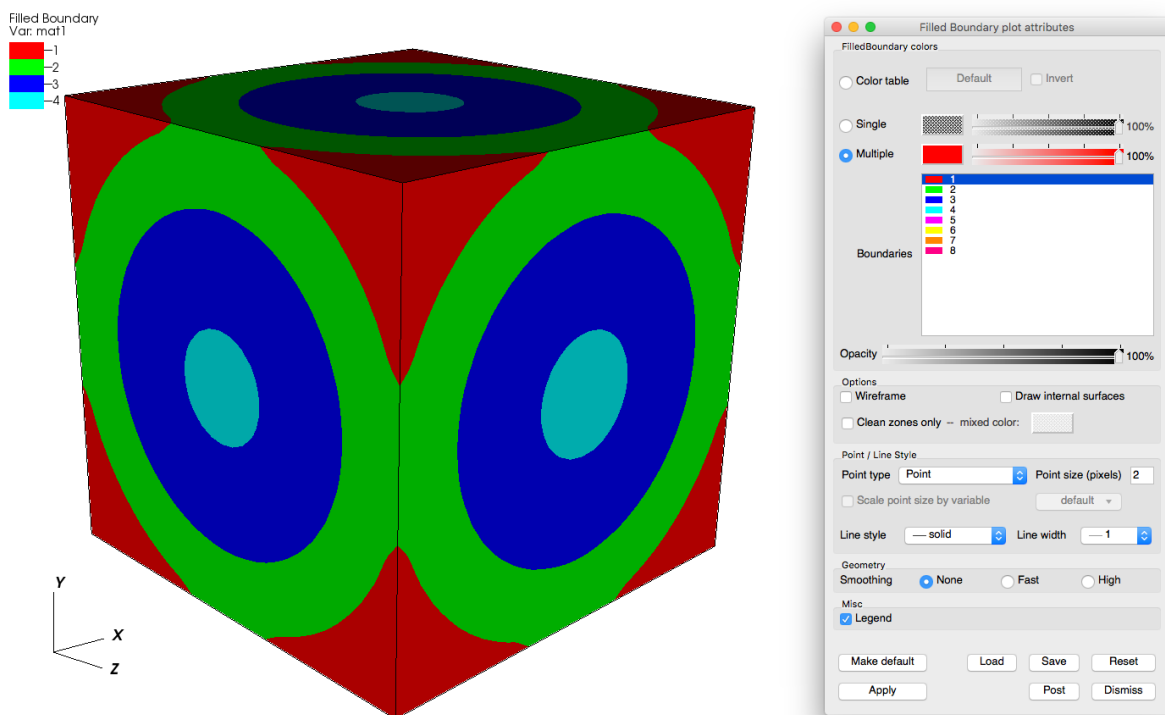 Filled Boundary
Var: mat1
1
2
3
4
Y
X
Z
Filled Boundary plot attributes
FilledBoundary colors
Color table Default Invert
Single 100%
Multiple 100%
Boundaries
1
2
3
4
5
6
7
8
Opacity 100%
Options
Wireframe Draw internal surfaces
Clean zones only -- mixed color:
Point / Line Style
Point type Point Point size (pixels) 2
Scale point size by variable default
Line style solid Line width 1
Geometry
Smoothing None Fast High
Misc
Legend
Make default Load Save Reset
Apply Post Dismiss